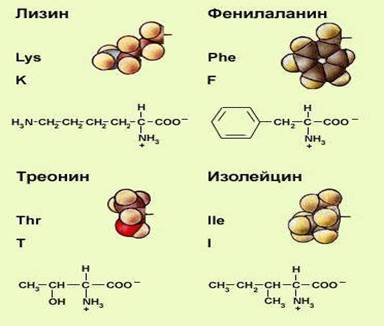 Лизин
Lys
K
H
H₃N-CH₂-CH₂-CH₂-CH₂-C-COO⁻
NH₃
+
Фенилаланин
Phe
F
H
CH₂-C-COO⁻
NH₃
+
Треонин
Thr
T
H
CH₃-CH-C-COO⁻
OH NH₃
+
Изолейцин
Ile
I
H
CH₃-CH₂-CH-C-COO⁻
CH₃ NH₃
+